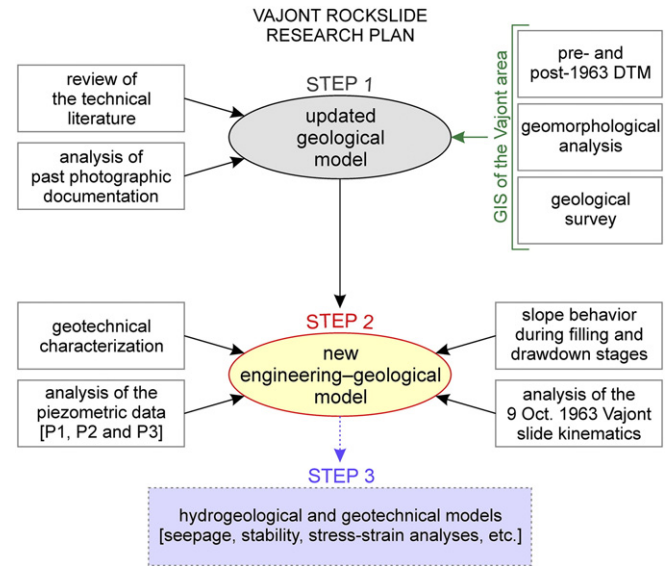 VAJONT ROCKSLIDE
RESEARCH PLAN
STEP 1
review of
the technical
literature
analysis of
past photographic
documentation
updated
geological
model
GIS of the Vajont area
pre- and
post-1963 DTM
geomorphological
analysis
geological
survey
STEP 2
geotechnical
characterization
analysis of the
piezometric data
[P1, P2 and P3]
new
engineering–geological
model
slope behavior
during filling and
drawdown stages
analysis of the
9 Oct. 1963 Vajont
slide kinematics
STEP 3
hydrogeological and geotechnical models
[seepage, stability, stress-strain analyses, etc.]